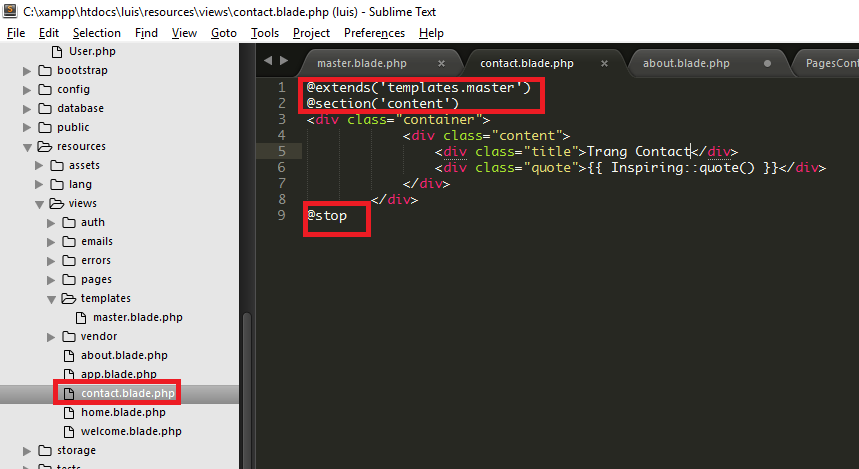 C:\xampp\htdocs\luis\resources\views\contact.blade.php (luis) - Sublime Text
File Edit Selection Find View Goto Tools Project Preferences Help
User.php
bootstrap
config
database
public
resources
assets
lang
views
auth
emails
errors
pages
templates
master.blade.php
vendor
about.blade.php
app.blade.php
contact.blade.php
home.blade.php
welcome.blade.php
storage
tests
master.blade.php × contact.blade.php × about.blade.php PagesCont
1 @extends('templates.master')
2 @section('content')
3 <div class="container">
4 <div class="content">
5 <div class="title">Trang Contact</div>
6 <div class="quote">{{ Inspiring::quote() }}</div>
7 </div>
8 </div>
9 @stop